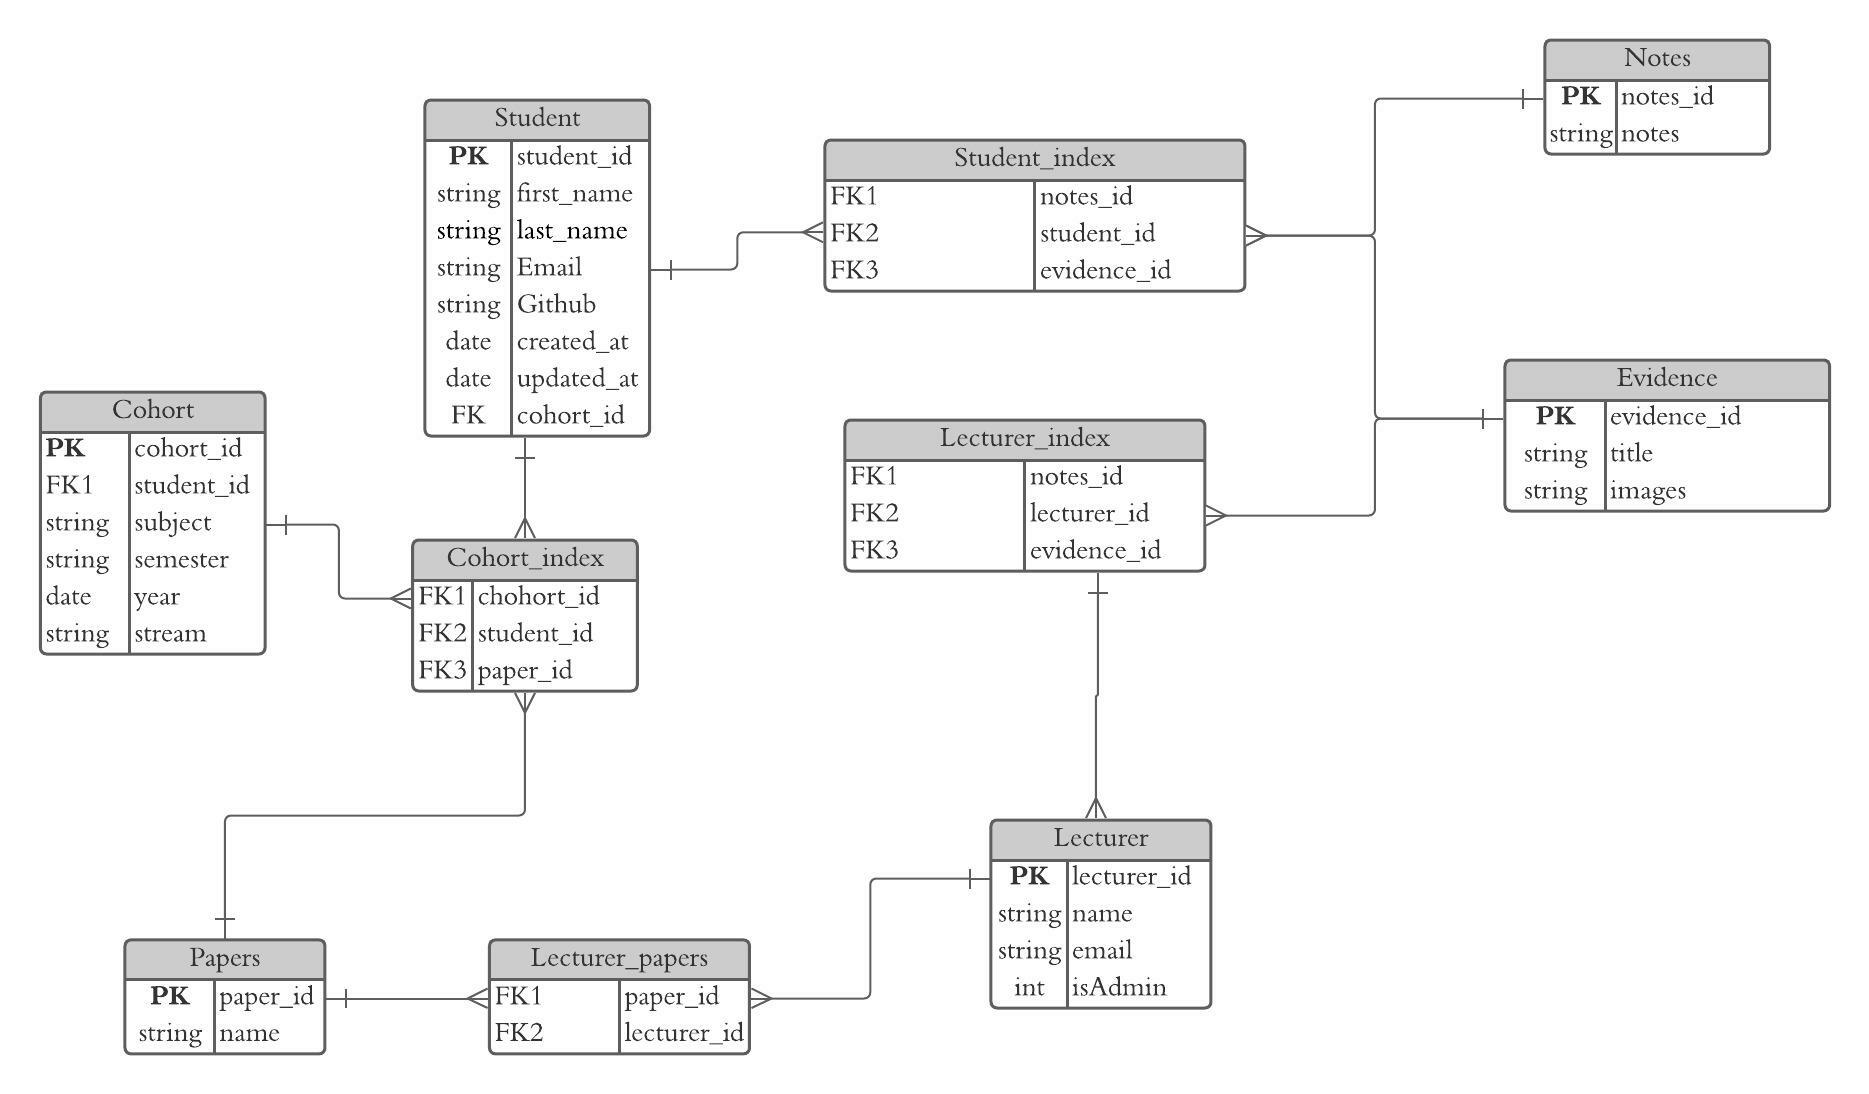 Notes
PK notes_id
string notes
Student
PK student_id
string first_name
string last_name
string Email
string Github
date created_at
date updated_at
FK cohort_id
Student_index
FK1 notes_id
FK2 student_id
FK3 evidence_id
Evidence
PK evidence_id
string title
string images
Cohort
PK cohort_id
FK1 student_id
string subject
string semester
date year
string stream
Lecturer_index
FK1 notes_id
FK2 lecturer_id
FK3 evidence_id
Cohort_index
FK1 chohort_id
FK2 student_id
FK3 paper_id
Lecturer
PK lecturer_id
string name
string email
int isAdmin
Papers
PK paper_id
string name
Lecturer_papers
FK1 paper_id
FK2 lecturer_id